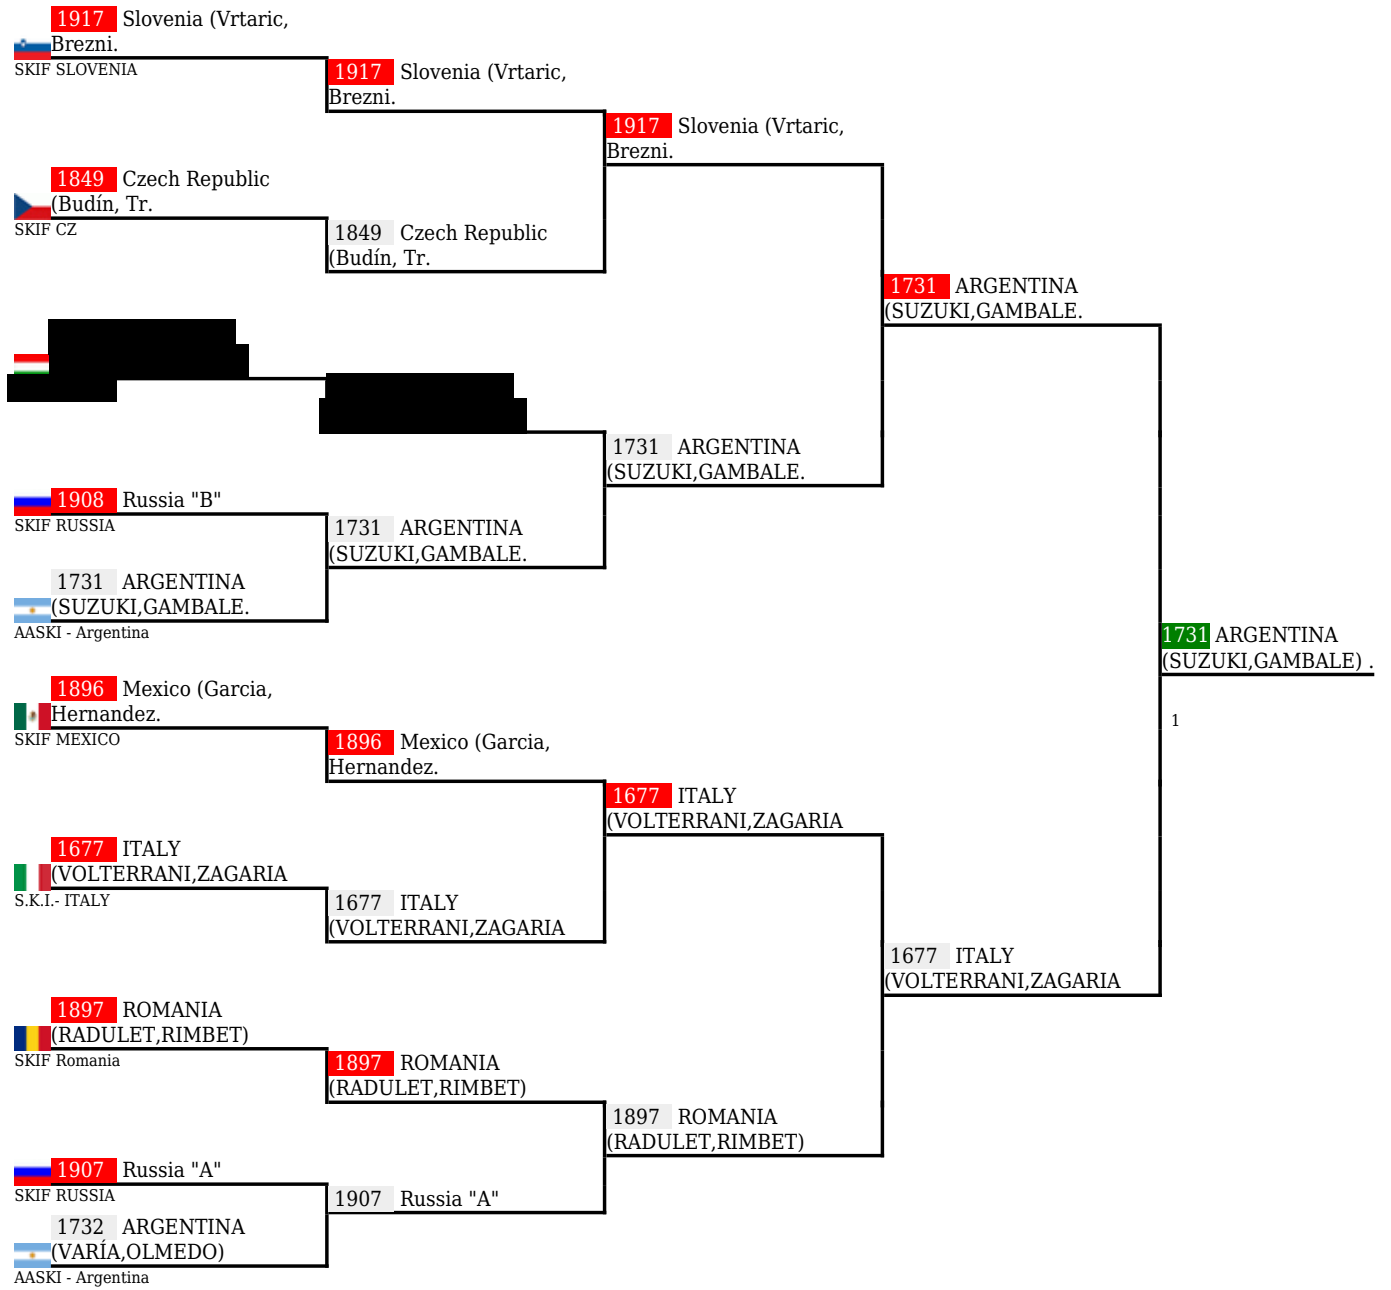 1917 Slovenia (Vrtaric,
Brezni.
SKIF SLOVENIA
1849 Czech Republic
(Budín, Tr.
SKIF CZ
1908 Russia "B"
SKIF RUSSIA
1731 ARGENTINA
(SUZUKI,GAMBALE.
AASKI - Argentina
1896 Mexico (Garcia,
Hernandez.
SKIF MEXICO
1677 ITALY
(VOLTERRANI,ZAGARIA
S.K.I.- ITALY
1897 ROMANIA
(RADULET,RIMBET)
SKIF Romania
1907 Russia "A"
SKIF RUSSIA
1732 ARGENTINA
(VARÍA,OLMEDO)
AASKI - Argentina
1917 Slovenia (Vrtaric,
Brezni.
1849 Czech Republic
(Budín, Tr.
1731 ARGENTINA
(SUZUKI,GAMBALE.
1896 Mexico (Garcia,
Hernandez.
1677 ITALY
(VOLTERRANI,ZAGARIA
1897 ROMANIA
(RADULET,RIMBET)
1907 Russia "A"
1917 Slovenia (Vrtaric,
Brezni.
1731 ARGENTINA
(SUZUKI,GAMBALE.
1677 ITALY
(VOLTERRANI,ZAGARIA
1897 ROMANIA
(RADULET,RIMBET)
1731 ARGENTINA
(SUZUKI,GAMBALE.
1677 ITALY
(VOLTERRANI,ZAGARIA
1731 ARGENTINA
(SUZUKI,GAMBALE) .
1